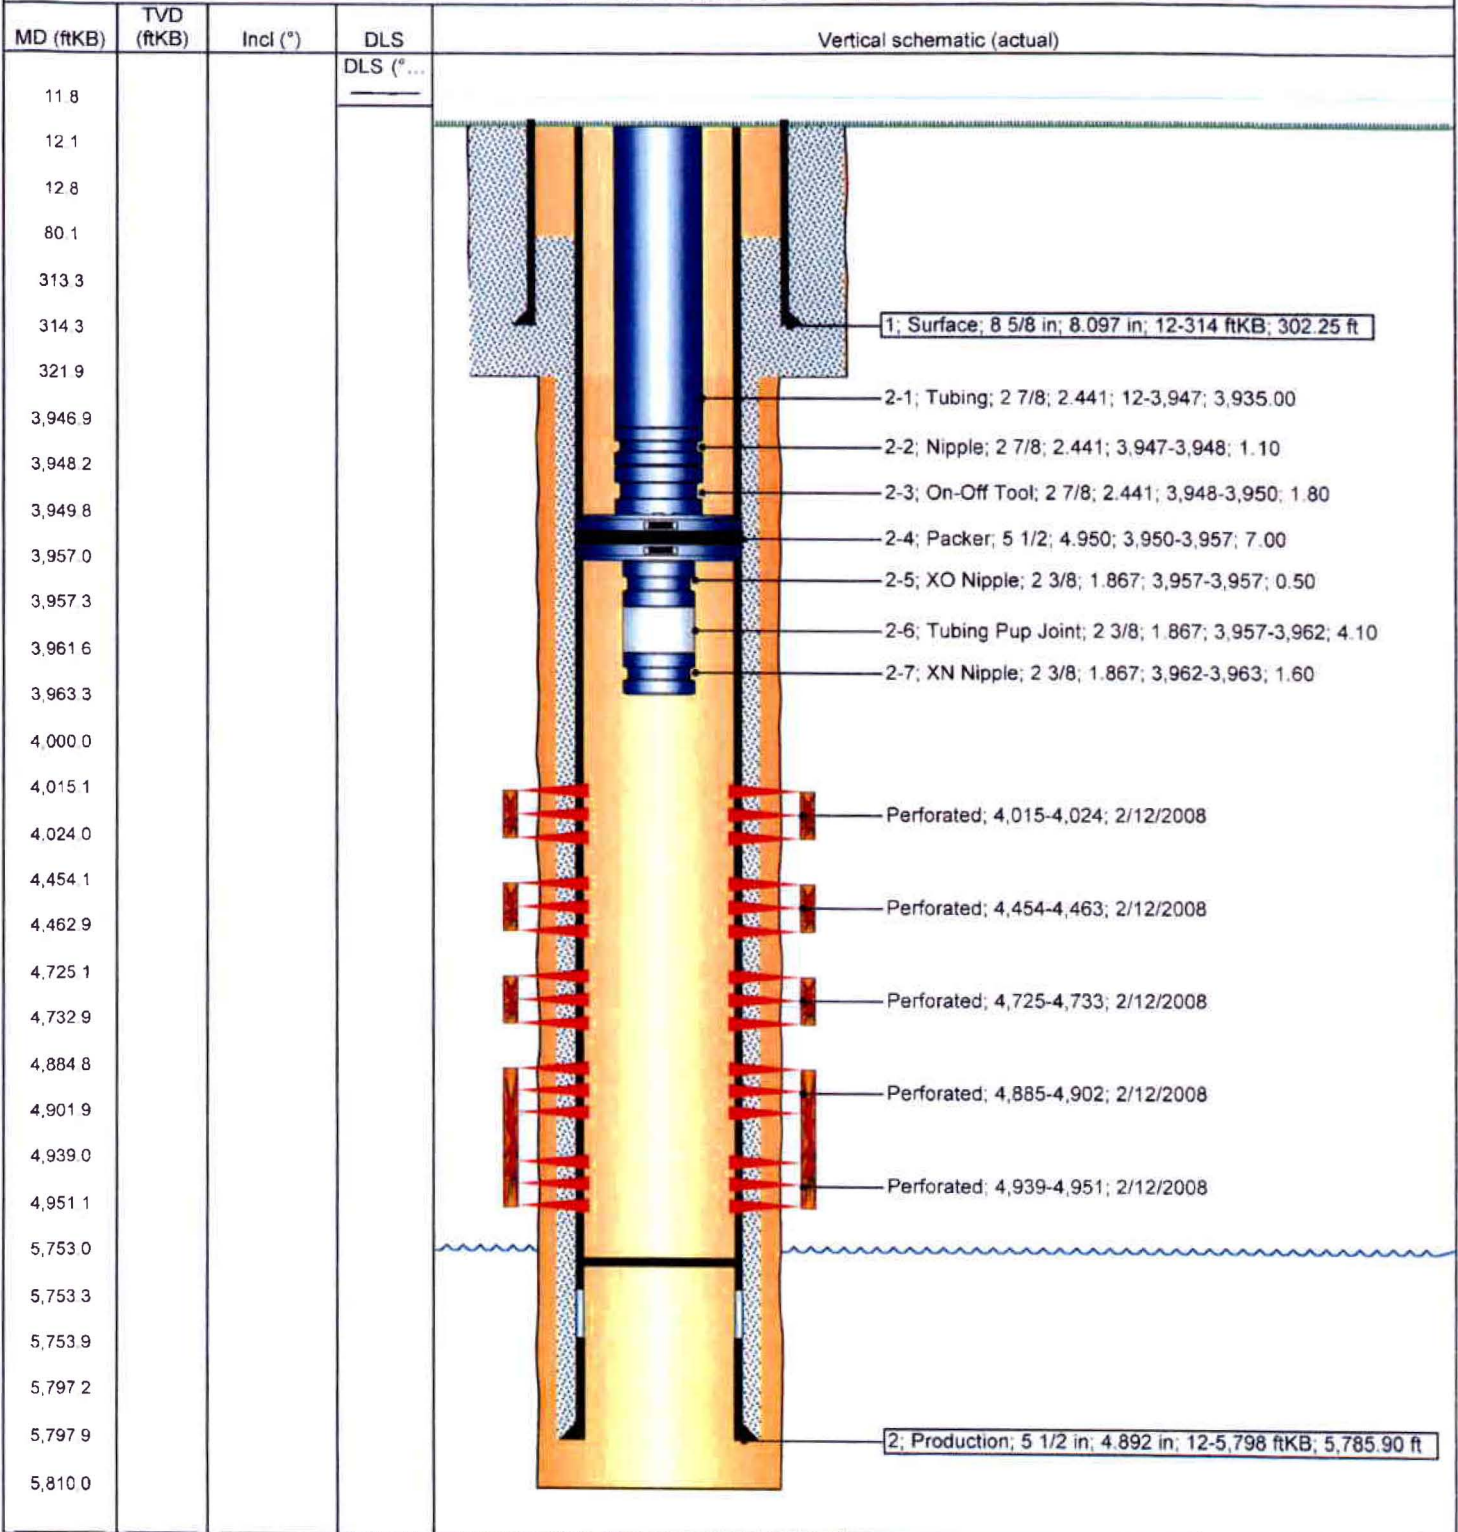 MD (ftKB)
TVD
(ftKB)
Incl (°)
DLS
Vertical schematic (actual)
DLS (°...
11.8
12.1
12.8
80.1
313.3
314.3
1; Surface; 8 5/8 in; 8.097 in; 12-314 ftKB; 302.25 ft
321.9
2-1; Tubing; 2 7/8; 2.441; 12-3,947; 3,935.00
3,946.9
2-2; Nipple; 2 7/8; 2.441; 3,947-3,948; 1.10
3,948.2
2-3; On-Off Tool; 2 7/8; 2.441; 3,948-3,950; 1.80
3,949.8
2-4; Packer; 5 1/2; 4.950; 3,950-3,957; 7.00
3,957.0
2-5; XO Nipple; 2 3/8; 1.867; 3,957-3,957; 0.50
3,957.3
2-6; Tubing Pup Joint; 2 3/8; 1.867; 3,957-3,962; 4.10
3,961.6
2-7; XN Nipple; 2 3/8; 1.867; 3,962-3,963; 1.60
3,963.3
4,000.0
4,015.1
Perforated; 4,015-4,024; 2/12/2008
4,024.0
4,454.1
Perforated; 4,454-4,463; 2/12/2008
4,462.9
4,725.1
Perforated; 4,725-4,733; 2/12/2008
4,732.9
4,884.8
Perforated; 4,885-4,902; 2/12/2008
4,901.9
4,939.0
Perforated; 4,939-4,951; 2/12/2008
4,951.1
5,753.0
5,753.3
5,753.9
5,797.2
5,797.9
2; Production; 5 1/2 in; 4.892 in; 12-5,798 ftKB; 5,785.90 ft
5,810.0